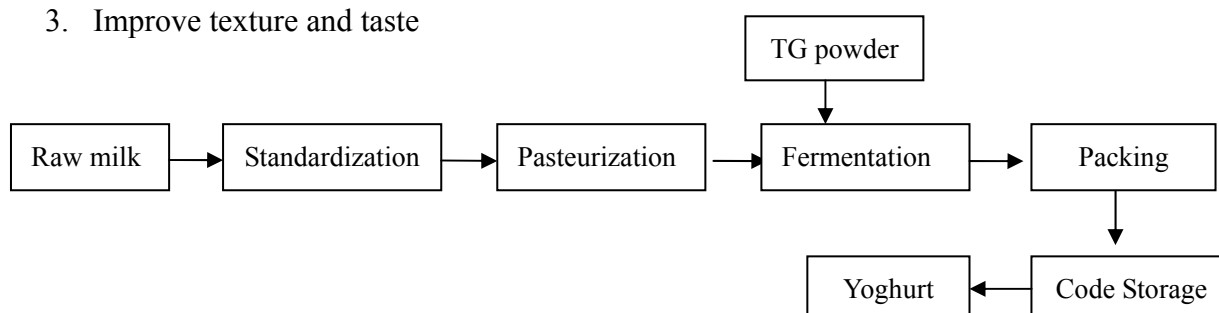 3. Improve texture and taste
TG powder
Raw milk
Standardization
Pasteurization
Fermentation
Packing
Yoghurt
Code Storage